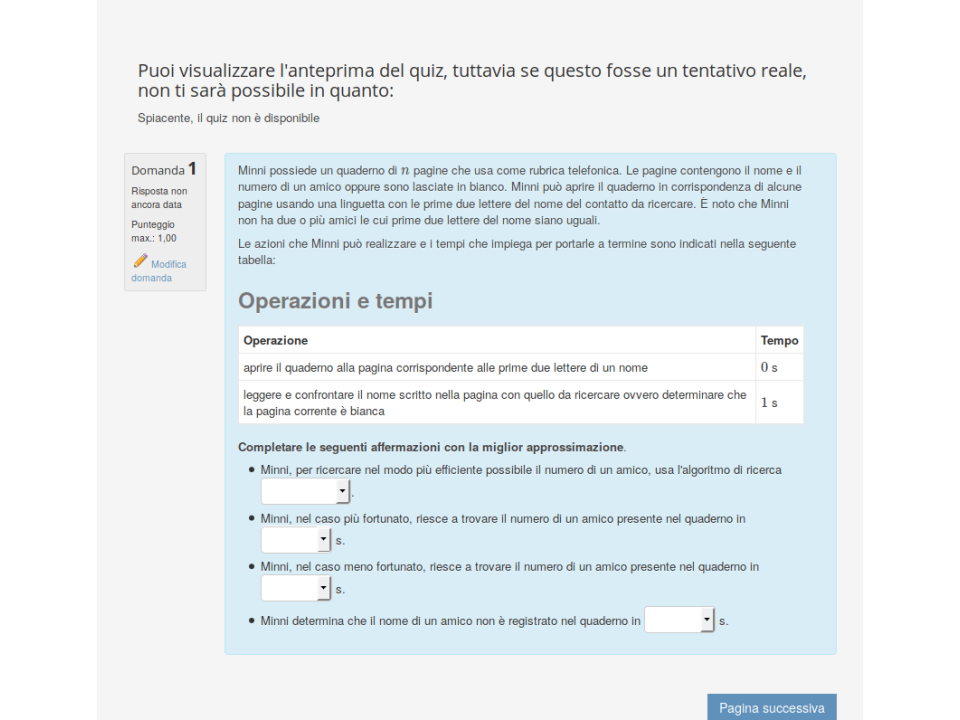 Puoi visualizzare l'anteprima del quiz, tuttavia se questo fosse un tentativo reale,
non ti sarà possibile in quanto:
Spiacente, il quiz non è disponibile
Domanda 1
Risposta non
ancora data
Punteggio
max.: 1,00
Modifica
domanda
Minni possiede un quaderno di n pagine che usa come rubrica telefonica. Le pagine contengono il nome e il
numero di un amico oppure sono lasciate in bianco. Minni può aprire il quaderno in corrispondenza di alcune
pagine usando una linguetta con le prime due lettere del nome del contatto da ricercare. È noto che Minni
non ha due o più amici le cui prime due lettere del nome siano uguali.
Le azioni che Minni può realizzare e i tempi che impiega per portarle a termine sono indicati nella seguente
tabella:
Operazioni e tempi
Operazione Tempo
aprire il quaderno alla pagina corrispondente alle prime due lettere di un nome 0 s
leggere e confrontare il nome scritto nella pagina con quello da ricercare ovvero determinare che
la pagina corrente è bianca 1 s
Completare le seguenti affermazioni con la miglior approssimazione.
Minni, per ricercare nel modo più efficiente possibile il numero di un amico, usa l'algoritmo di ricerca
.
Minni, nel caso più fortunato, riesce a trovare il numero di un amico presente nel quaderno in
s.
Minni, nel caso meno fortunato, riesce a trovare il numero di un amico presente nel quaderno in
s.
Minni determina che il nome di un amico non è registrato nel quaderno in s.
Pagina successiva